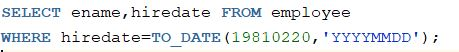 SELECT ename,hiredate FROM employee
WHERE hiredate=TO_DATE(19810220,'YYYYMMDD');